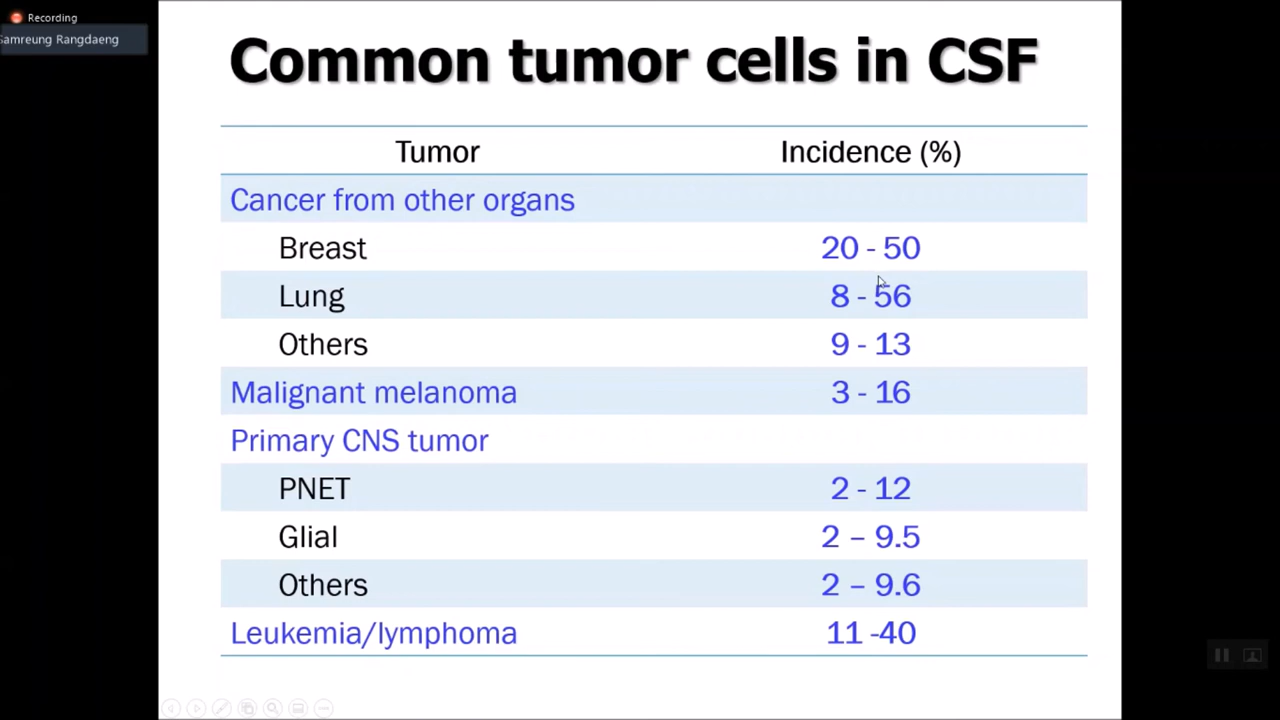 Recording
Samreung Rangdaeng
Common tumor cells in CSF
Tumor Incidence (%)
Cancer from other organs
Breast 20 - 50
Lung 8 - 56
Others 9 - 13
Malignant melanoma 3 - 16
Primary CNS tumor
PNET 2 - 12
Glial 2 – 9.5
Others 2 – 9.6
Leukemia/lymphoma 11 -40